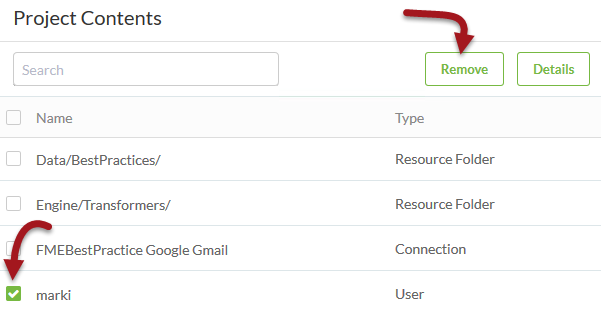 Project Contents
Search
Remove
Details
Name Type
Data/BestPractices/ Resource Folder
Engine/Transformers/ Resource Folder
FMEBestPractice Google Gmail Connection
marki User